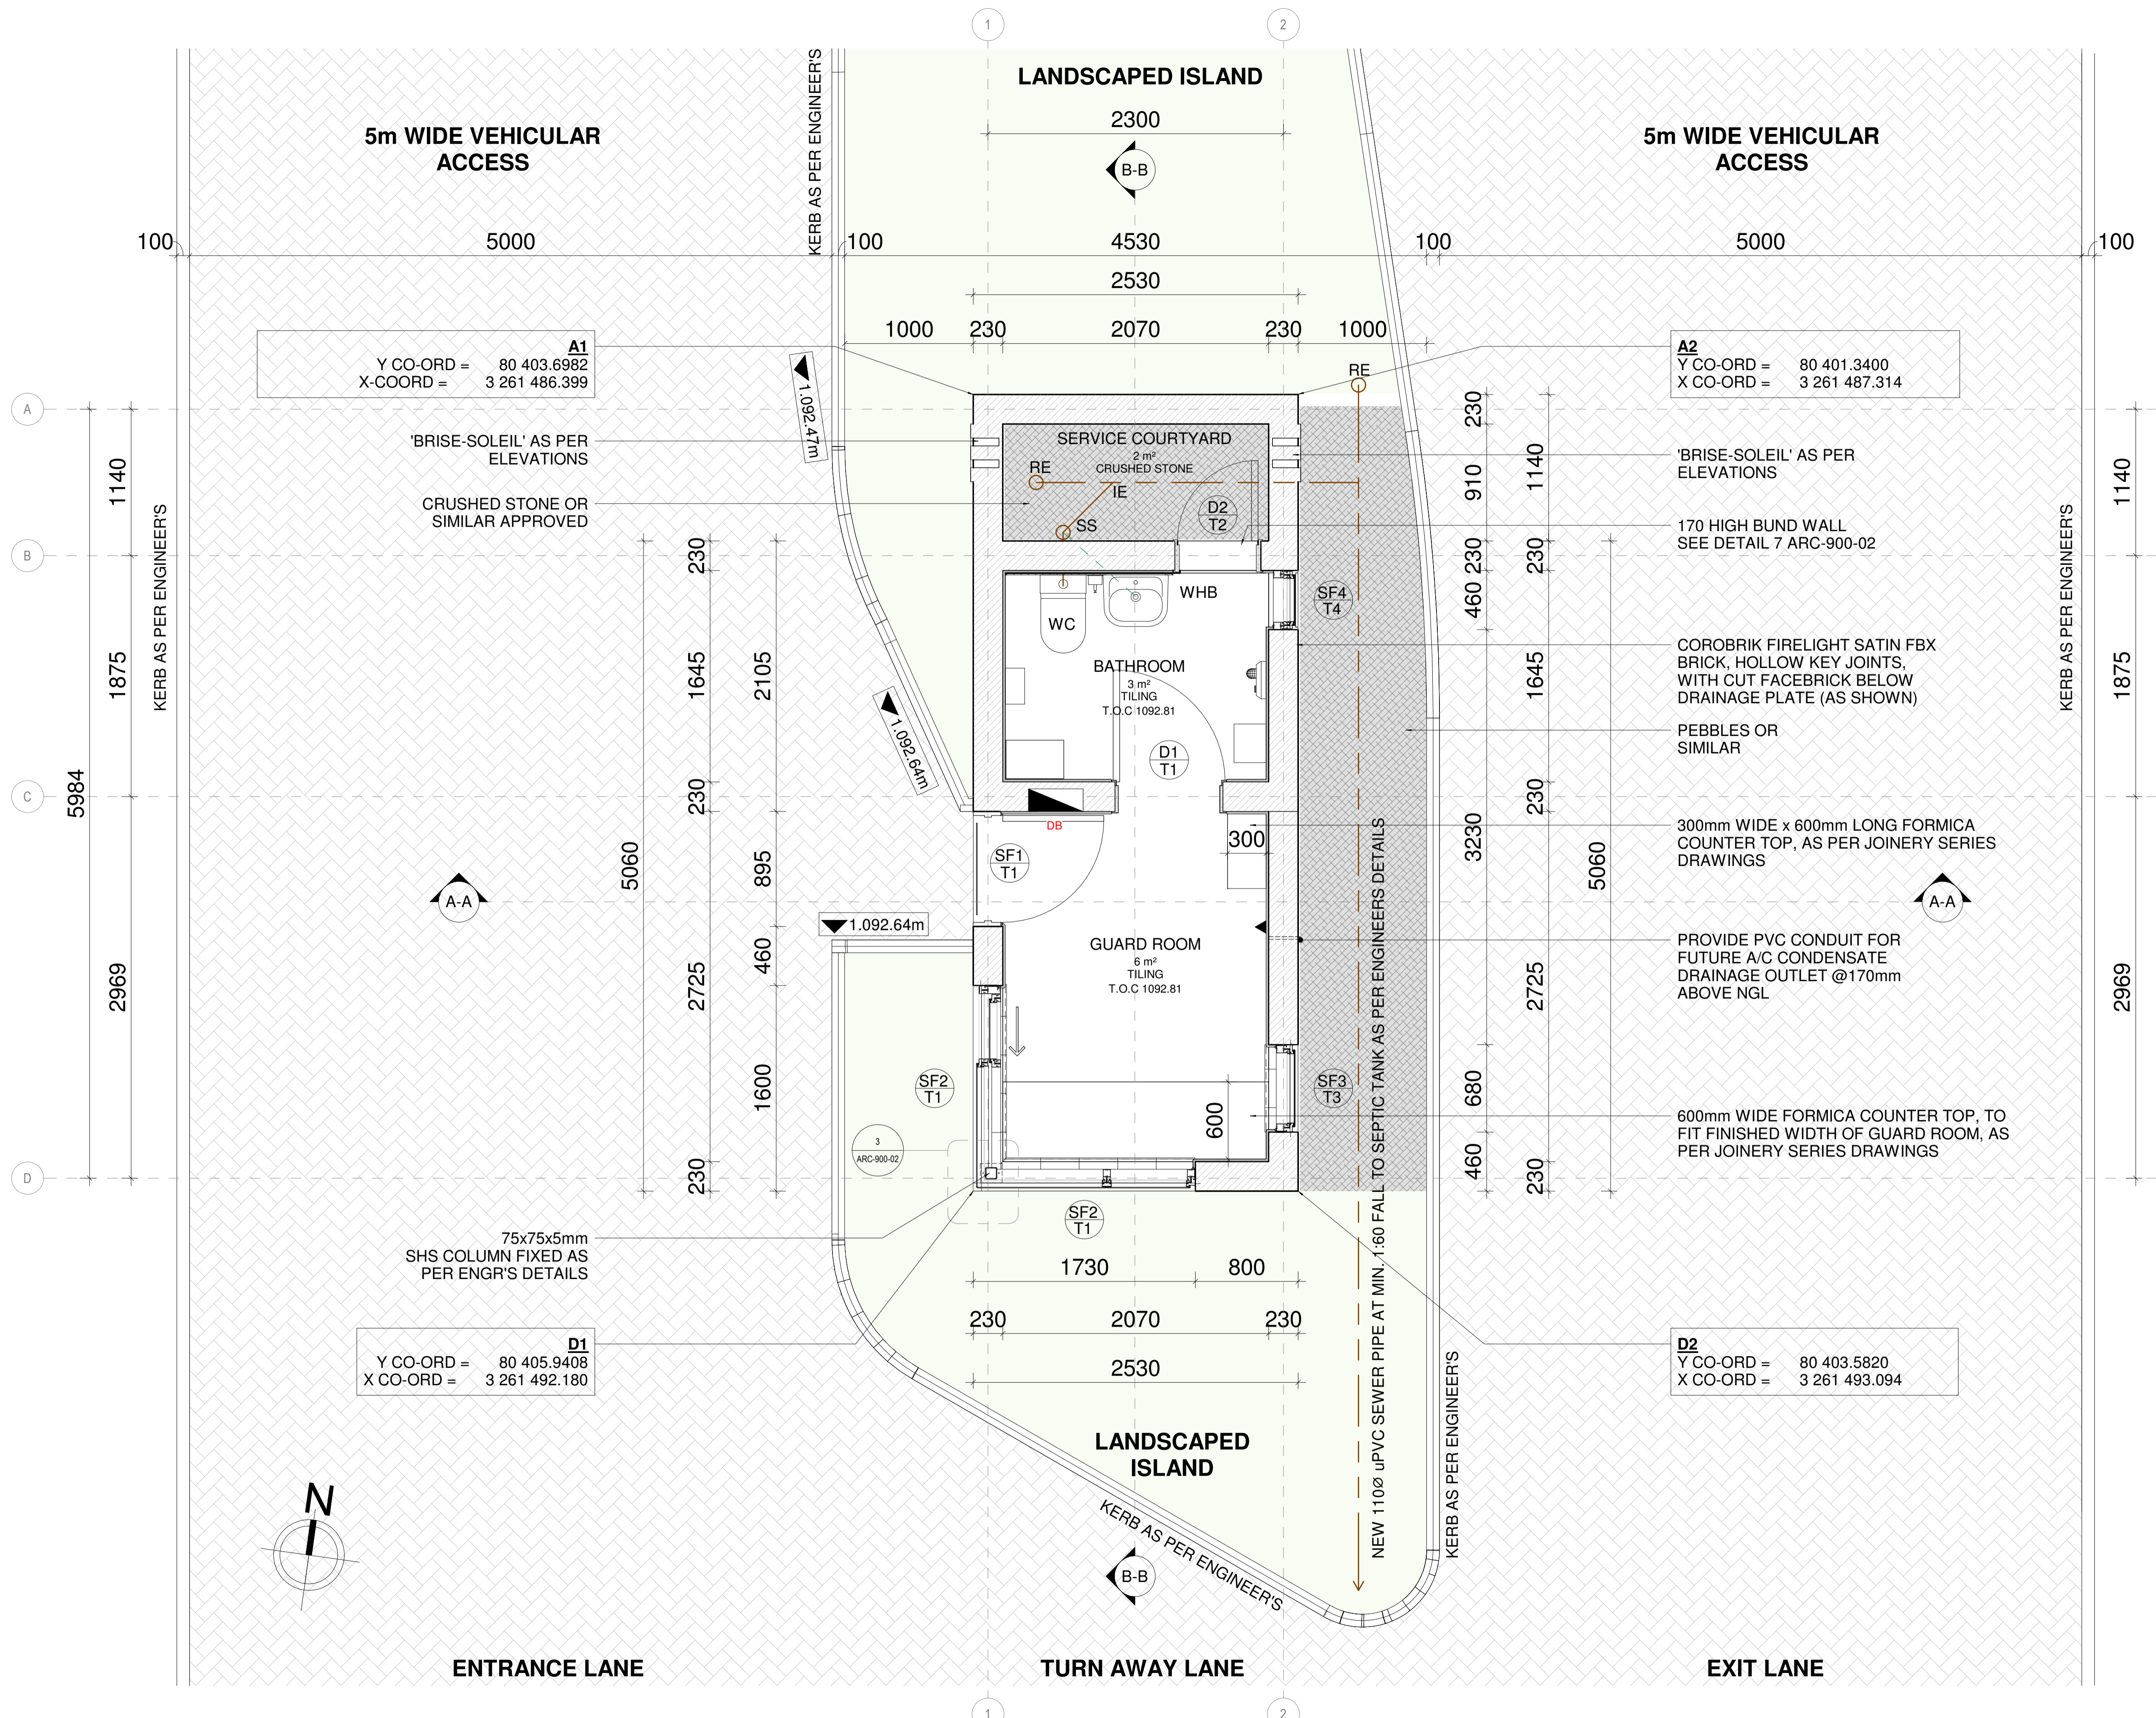 1
2
LANDSCAPED ISLAND
2300
B-B
5m WIDE VEHICULAR
ACCESS
5m WIDE VEHICULAR
ACCESS
KERB AS PER ENGINEER'S
100
5000
100
4530
100
5000
100
2530
1000
230
2070
230
1000
A1
Y CO-ORD = 80 403.6982
X-COORD = 3 261 486.399
A2
Y CO-ORD = 80 401.3400
X CO-ORD = 3 261 487.314
1.092.47m
RE
A
'BRISE-SOLEIL' AS PER
ELEVATIONS
CRUSHED STONE OR
SIMILAR APPROVED
SERVICE COURTYARD
2 m²
CRUSHED STONE
RE
IE
SS
D2
T2
'BRISE-SOLEIL' AS PER
ELEVATIONS
170 HIGH BUND WALL
SEE DETAIL 7 ARC-900-02
B
KERB AS PER ENGINEER'S
KERB AS PER ENGINEER'S
WHB
WC
SF4
T4
BATHROOM
3 m²
TILING
T.O.C 1092.81
D1
T1
COROBRIK FIRELIGHT SATIN FBX
BRICK, HOLLOW KEY JOINTS,
WITH CUT FACEBRICK BELOW
DRAINAGE PLATE (AS SHOWN)
PEBBLES OR
SIMILAR
1.092.64m
C
DB
SF1
T1
300
300mm WIDE x 600mm LONG FORMICA
COUNTER TOP, AS PER JOINERY SERIES
DRAWINGS
A-A
A-A
1.092.64m
GUARD ROOM
6 m²
TILING
T.O.C 1092.81
PROVIDE PVC CONDUIT FOR
FUTURE A/C CONDENSATE
DRAINAGE OUTLET @170mm
ABOVE NGL
5984
1140
1875
2969
5060
230
1645
230
2725
230
2105
895
460
1600
230
910
230
460
3230
680
460
1140
230
1645
230
2725
230
5060
1140
1875
2969
SF2
T1
SF3
T3
600
600mm WIDE FORMICA COUNTER TOP, TO
FIT FINISHED WIDTH OF GUARD ROOM, AS
PER JOINERY SERIES DRAWINGS
3
ARC-900-02
D
SF2
T1
75x75x5mm
SHS COLUMN FIXED AS
PER ENGR'S DETAILS
1730
800
230
2070
230
2530
D1
Y CO-ORD = 80 405.9408
X CO-ORD = 3 261 492.180
D2
Y CO-ORD = 80 403.5820
X CO-ORD = 3 261 493.094
NEW 110Ø uPVC SEWER PIPE AT MIN. 1:60 FALL TO SEPTIC TANK AS PER ENGINEERS DETAILS
KERB AS PER ENGINEER'S
LANDSCAPED
ISLAND
KERB AS PER ENGINEER'S
N
B-B
ENTRANCE LANE
TURN AWAY LANE
EXIT LANE
1
2